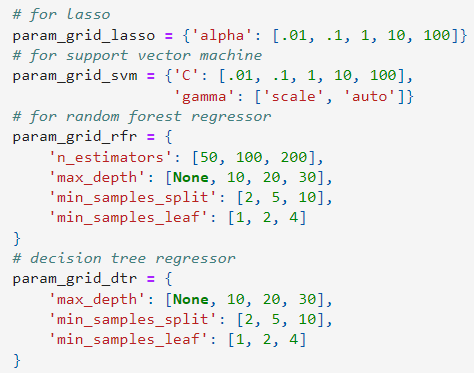 # for lasso
param_grid_lasso = {'alpha': [.01, .1, 1, 10, 100]}
# for support vector machine
param_grid_svm = {'C': [.01, .1, 1, 10, 100],
                  'gamma': ['scale', 'auto']}
# for random forest regressor
param_grid_rfr = {
    'n_estimators': [50, 100, 200],
    'max_depth': [None, 10, 20, 30],
    'min_samples_split': [2, 5, 10],
    'min_samples_leaf': [1, 2, 4]
}
# decision tree regressor
param_grid_dtr = {
    'max_depth': [None, 10, 20, 30],
    'min_samples_split': [2, 5, 10],
    'min_samples_leaf': [1, 2, 4]
}